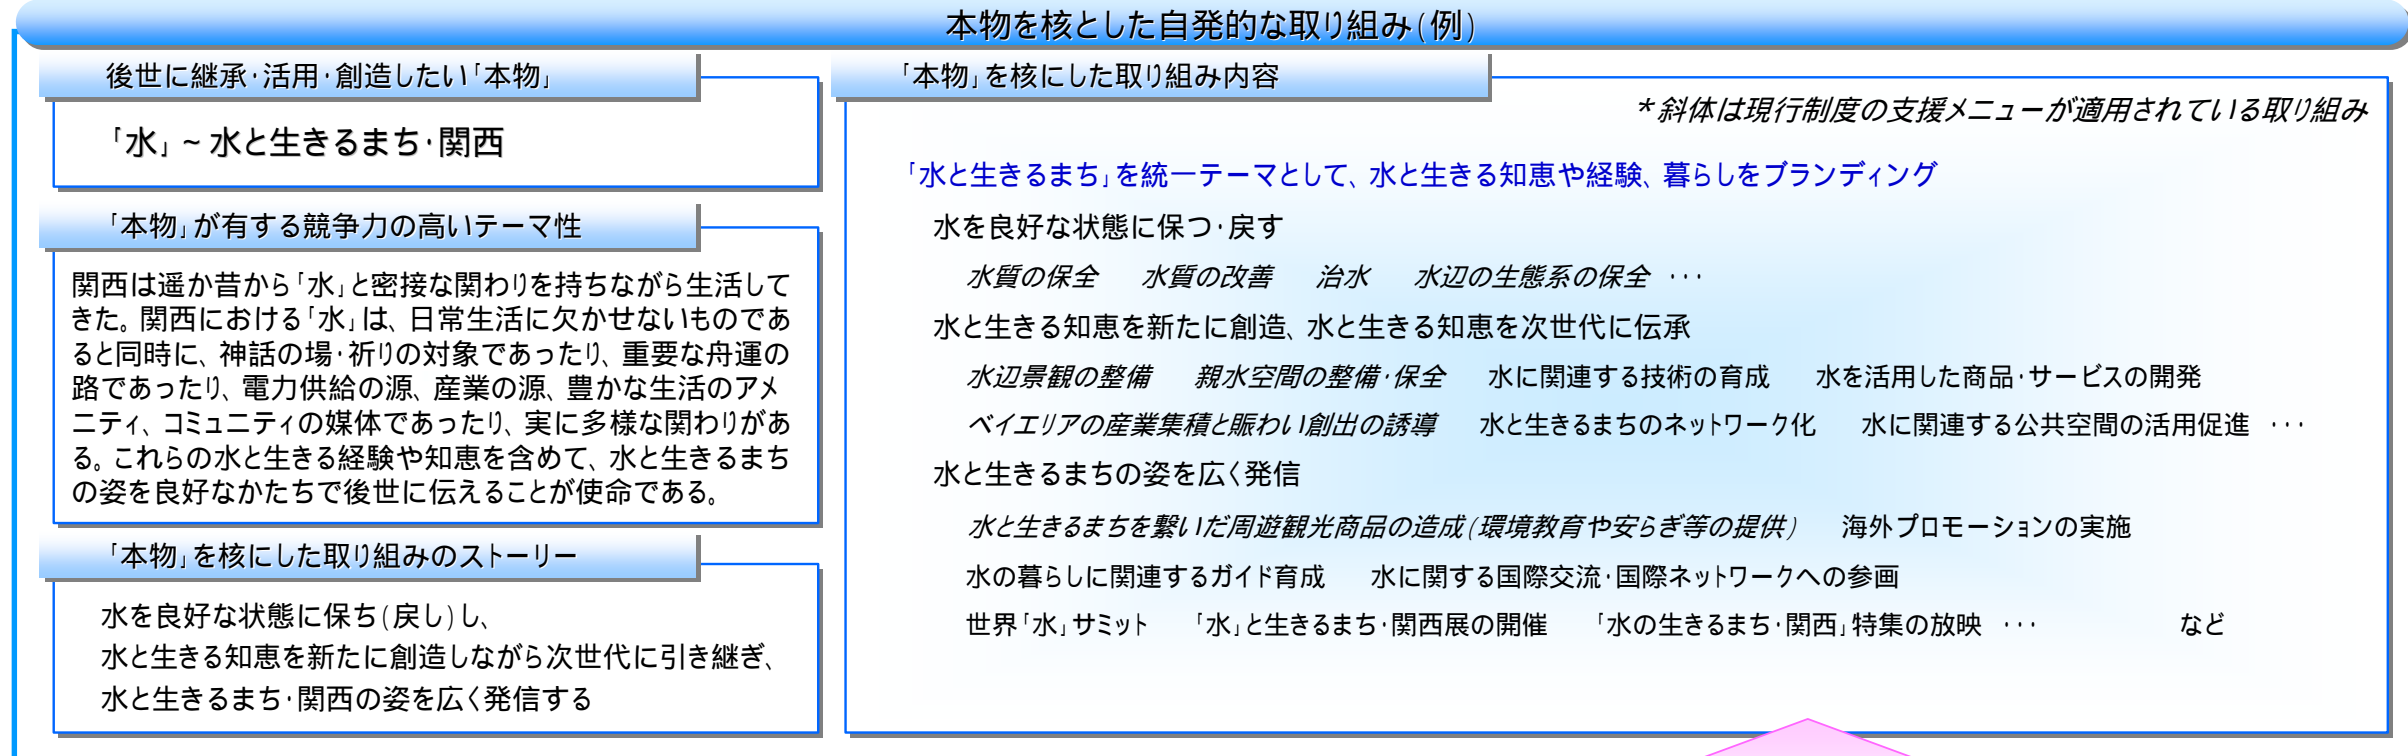 本物を核とした自発的な取り組み(例)
後世に継承・活用・創造したい「本物」
「水」~ 水と生きるまち・関西
「本物」が有する競争力の高いテーマ性
関西は遥か昔から「水」と密接な関わりを持ちながら生活して
きた。関西における「水」は、日常生活に欠かせないものであ
ると同時に、神話の場・祈りの対象であったり、重要な舟運の
路であったり、電力供給の源、産業の源、豊かな生活のアメ
ニティ、コミュニティの媒体であったり、実に多様な関わりがあ
る。これらの水と生きる経験や知恵を含めて、水と生きるまち
の姿を良好なかたちで後世に伝えることが使命である。
「本物」を核にした取り組みのストーリー
水を良好な状態に保ち(戻し)し、
水と生きる知恵を新たに創造しながら次世代に引き継ぎ、
水と生きるまち・関西の姿を広く発信する
「本物」を核にした取り組み内容
*斜体は現行制度の支援メニューが適用されている取り組み
「水と生きるまち」を統一テーマとして、水と生きる知恵や経験、暮らしをブランディング
水を良好な状態に保つ・戻す
水質の保全 水質の改善 治水 水辺の生態系の保全 ・・・
水と生きる知恵を新たに創造、水と生きる知恵を次世代に伝承
水辺景観の整備 親水空間の整備・保全 水に関連する技術の育成 水を活用した商品・サービスの開発
ベイエリアの産業集積と賑わい創出の誘導 水と生きるまちのネットワーク化 水に関連する公共空間の活用促進 ・・・
水と生きるまちの姿を広く発信
水と生きるまちを繋いだ周遊観光商品の造成(環境教育や安らぎ等の提供) 海外プロモーションの実施
水の暮らしに関連するガイド育成 水に関する国際交流・国際ネットワークへの参画
世界「水」サミット 「水」と生きるまち・関西展の開催 「水の生きるまち・関西」特集の放映 ・・・ など